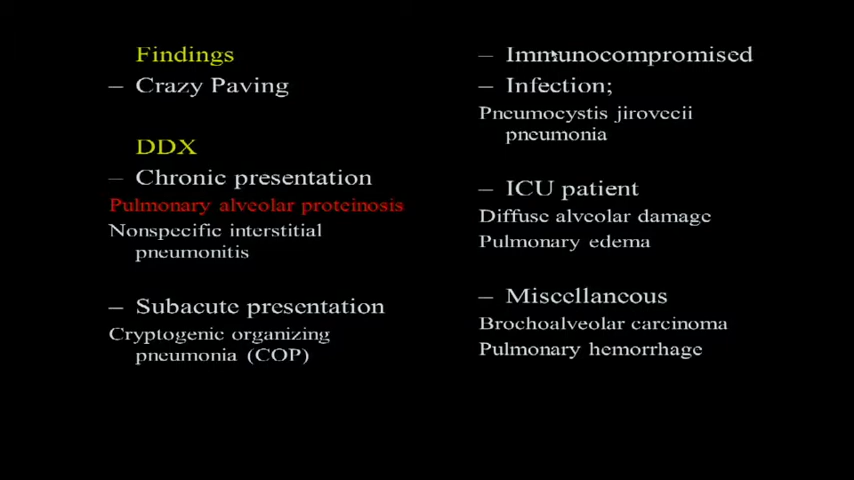 Findings
– Crazy Paving
DDX
– Chronic presentation
Pulmonary alveolar proteinosis
Nonspecific interstitial
pneumonitis
– Subacute presentation
Cryptogenic organizing
pneumonia (COP)
– Immunocompromised
– Infection;
Pneumocystis jirovecii
pneumonia
– ICU patient
Diffuse alveolar damage
Pulmonary edema
– Miscellaneous
Brochoalveolar carcinoma
Pulmonary hemorrhage